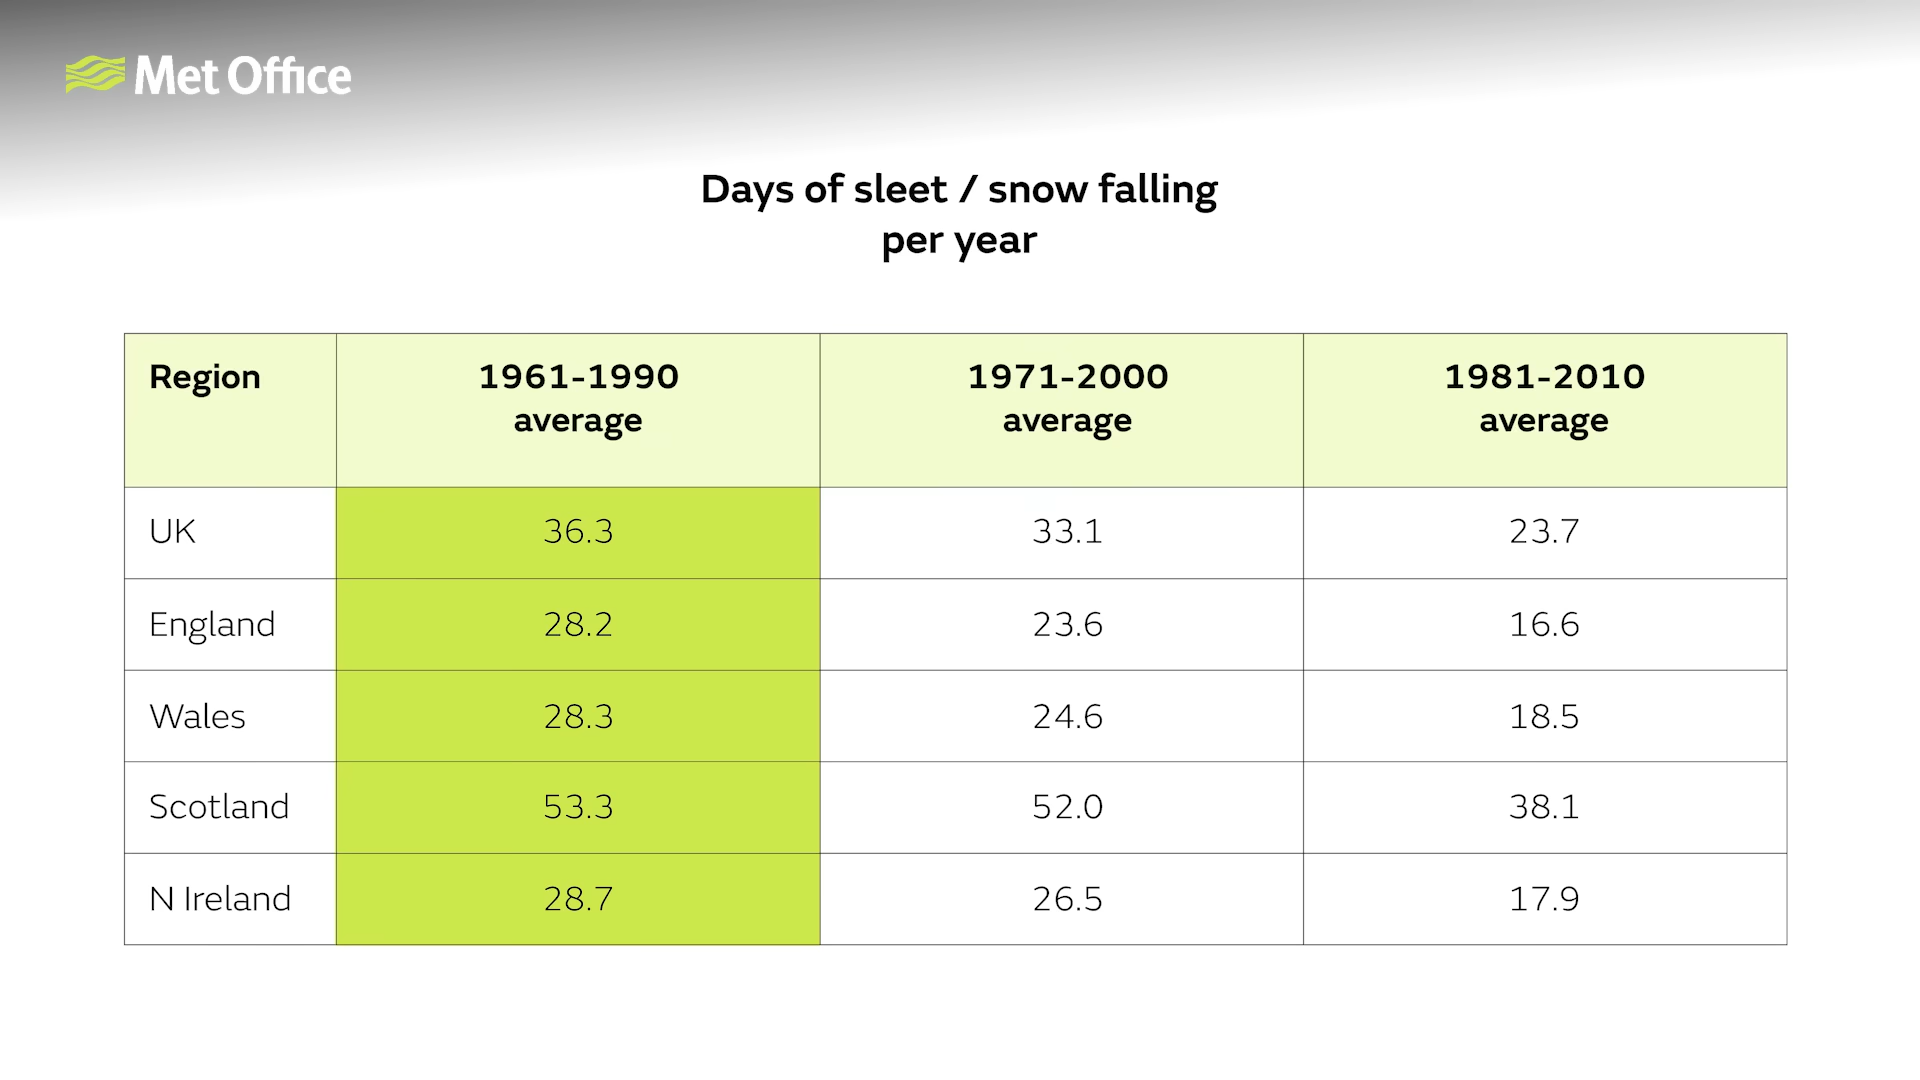 Met Office
Days of sleet / snow falling
per year
Region 1961-1990 1971-2000 1981-2010
average average average
UK 36.3 33.1 23.7
England 28.2 23.6 16.6
Wales 28.3 24.6 18.5
Scotland 53.3 52.0 38.1
N Ireland 28.7 26.5 17.9